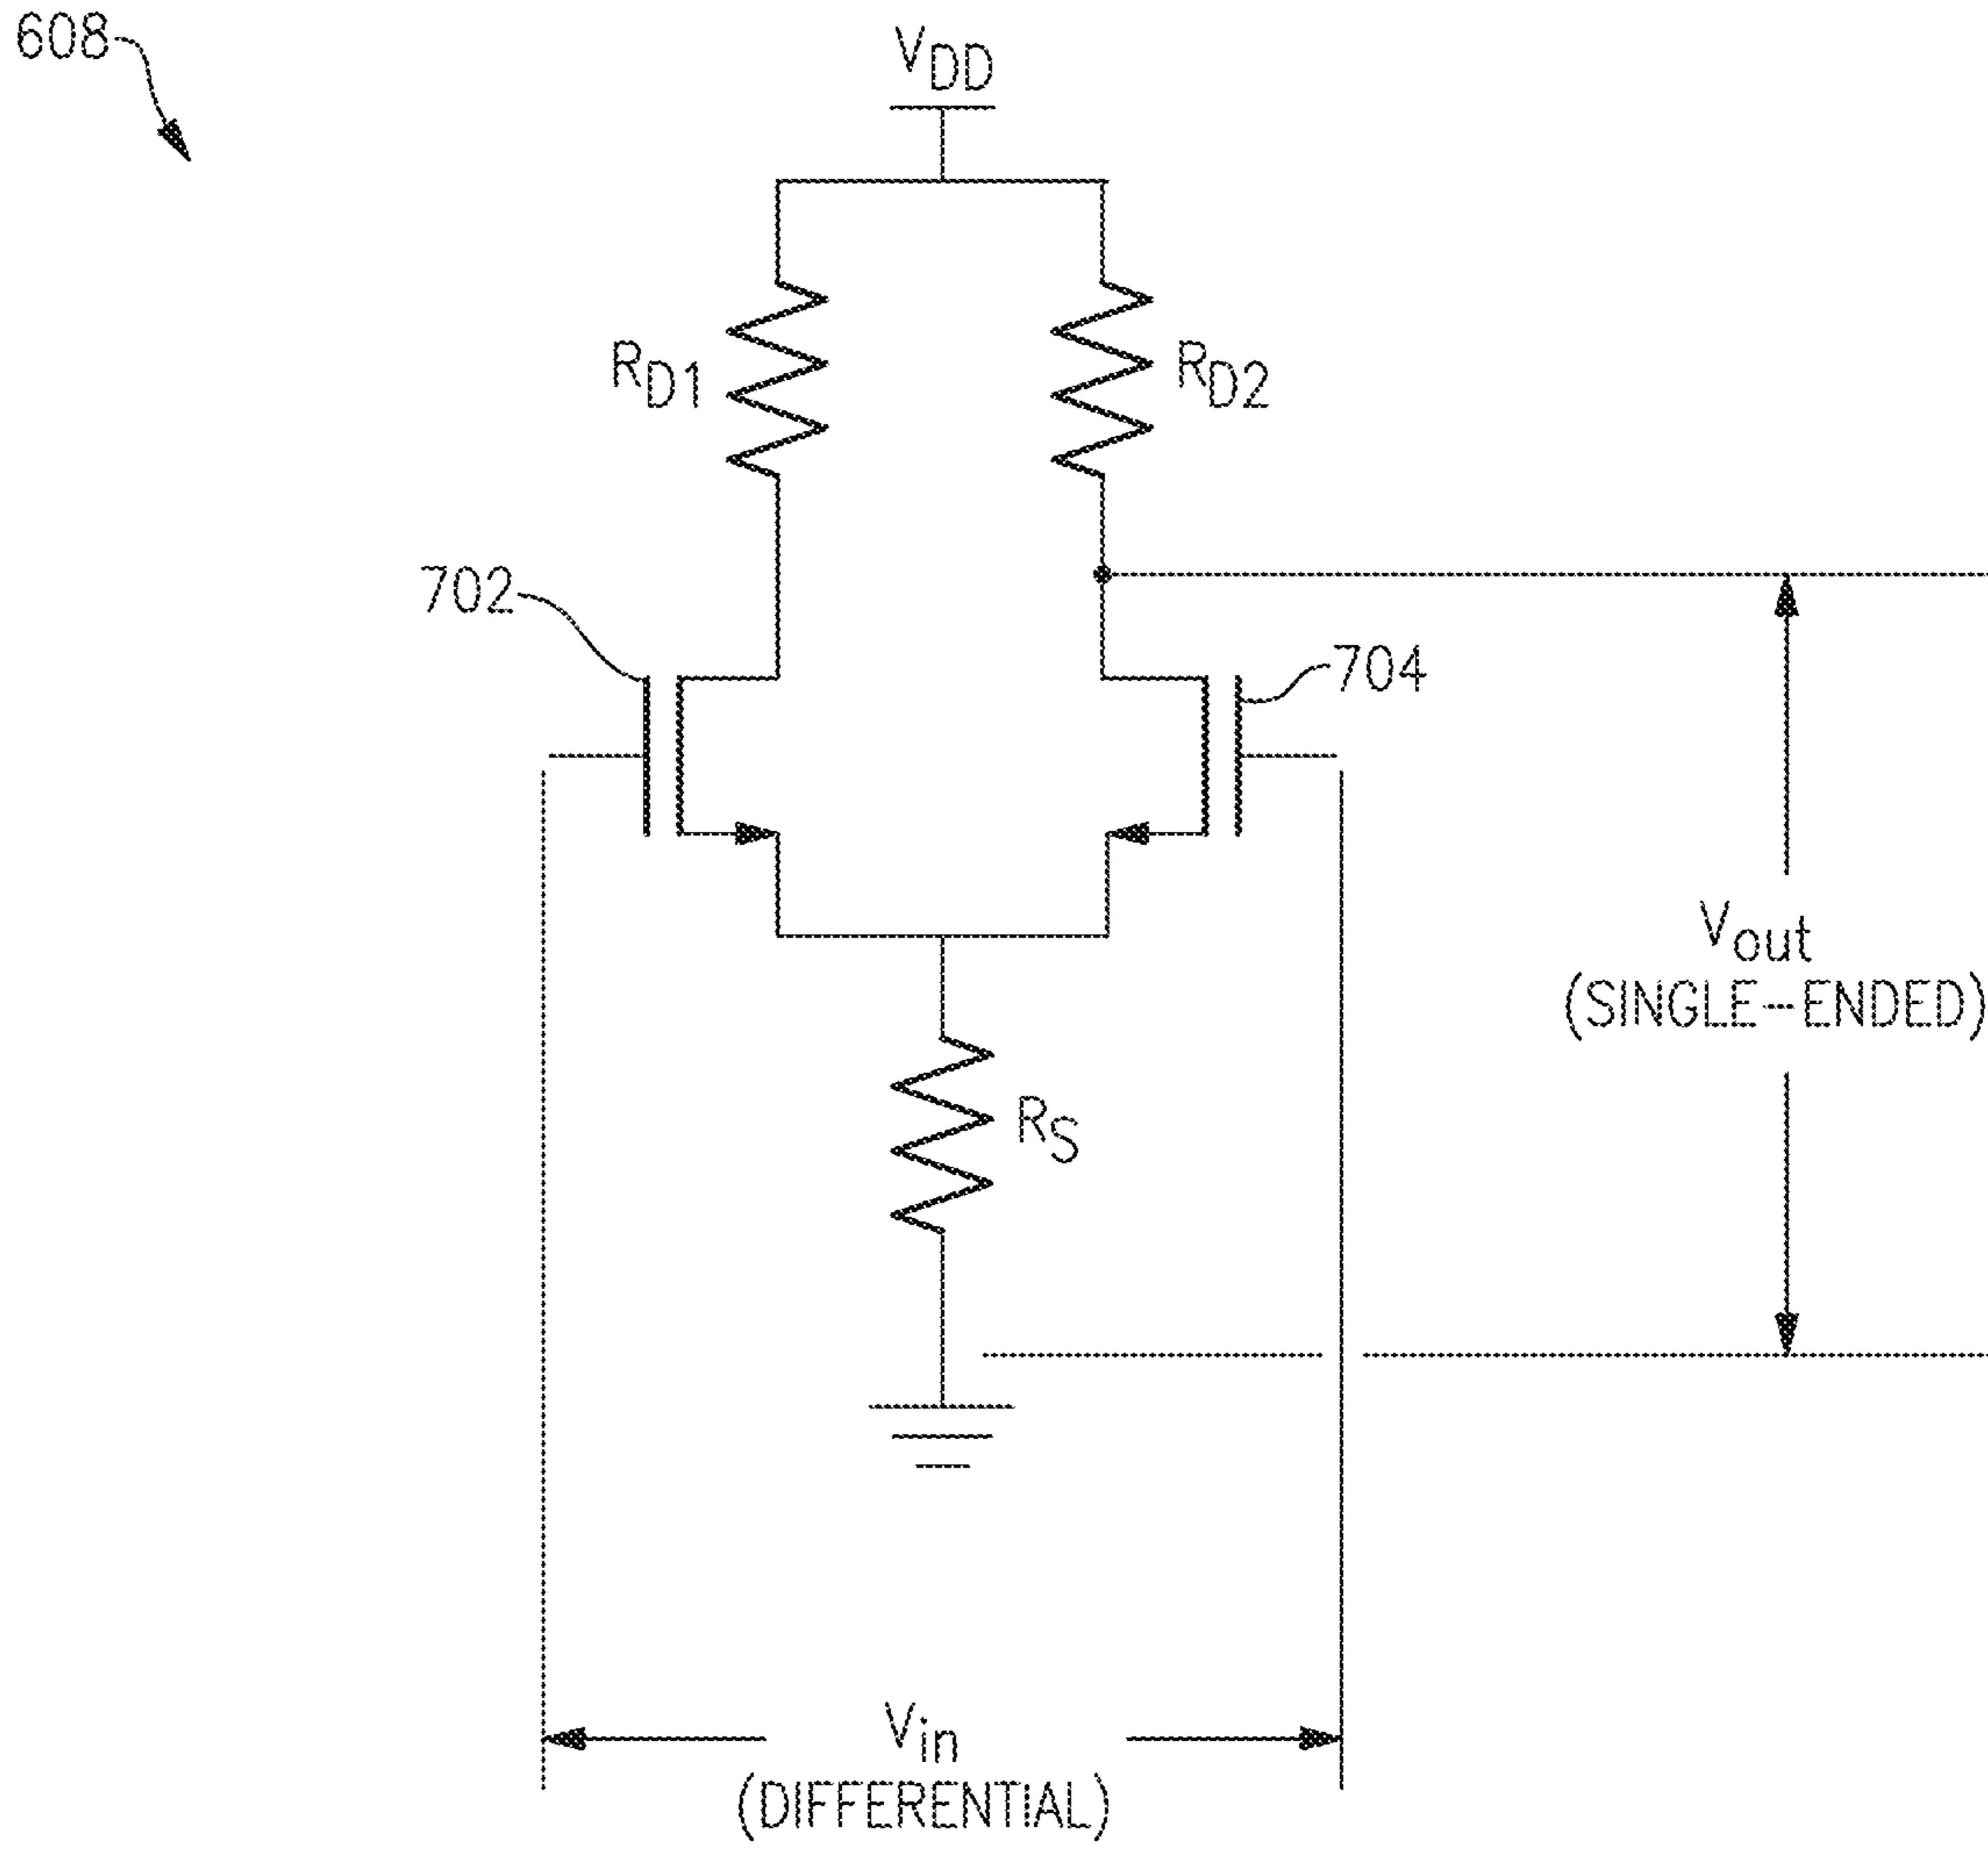 608
VDD
RD1
RD2
702
704
Vout
(SINGLE-ENDED)
RS
Vin
(DIFFERENTIAL)